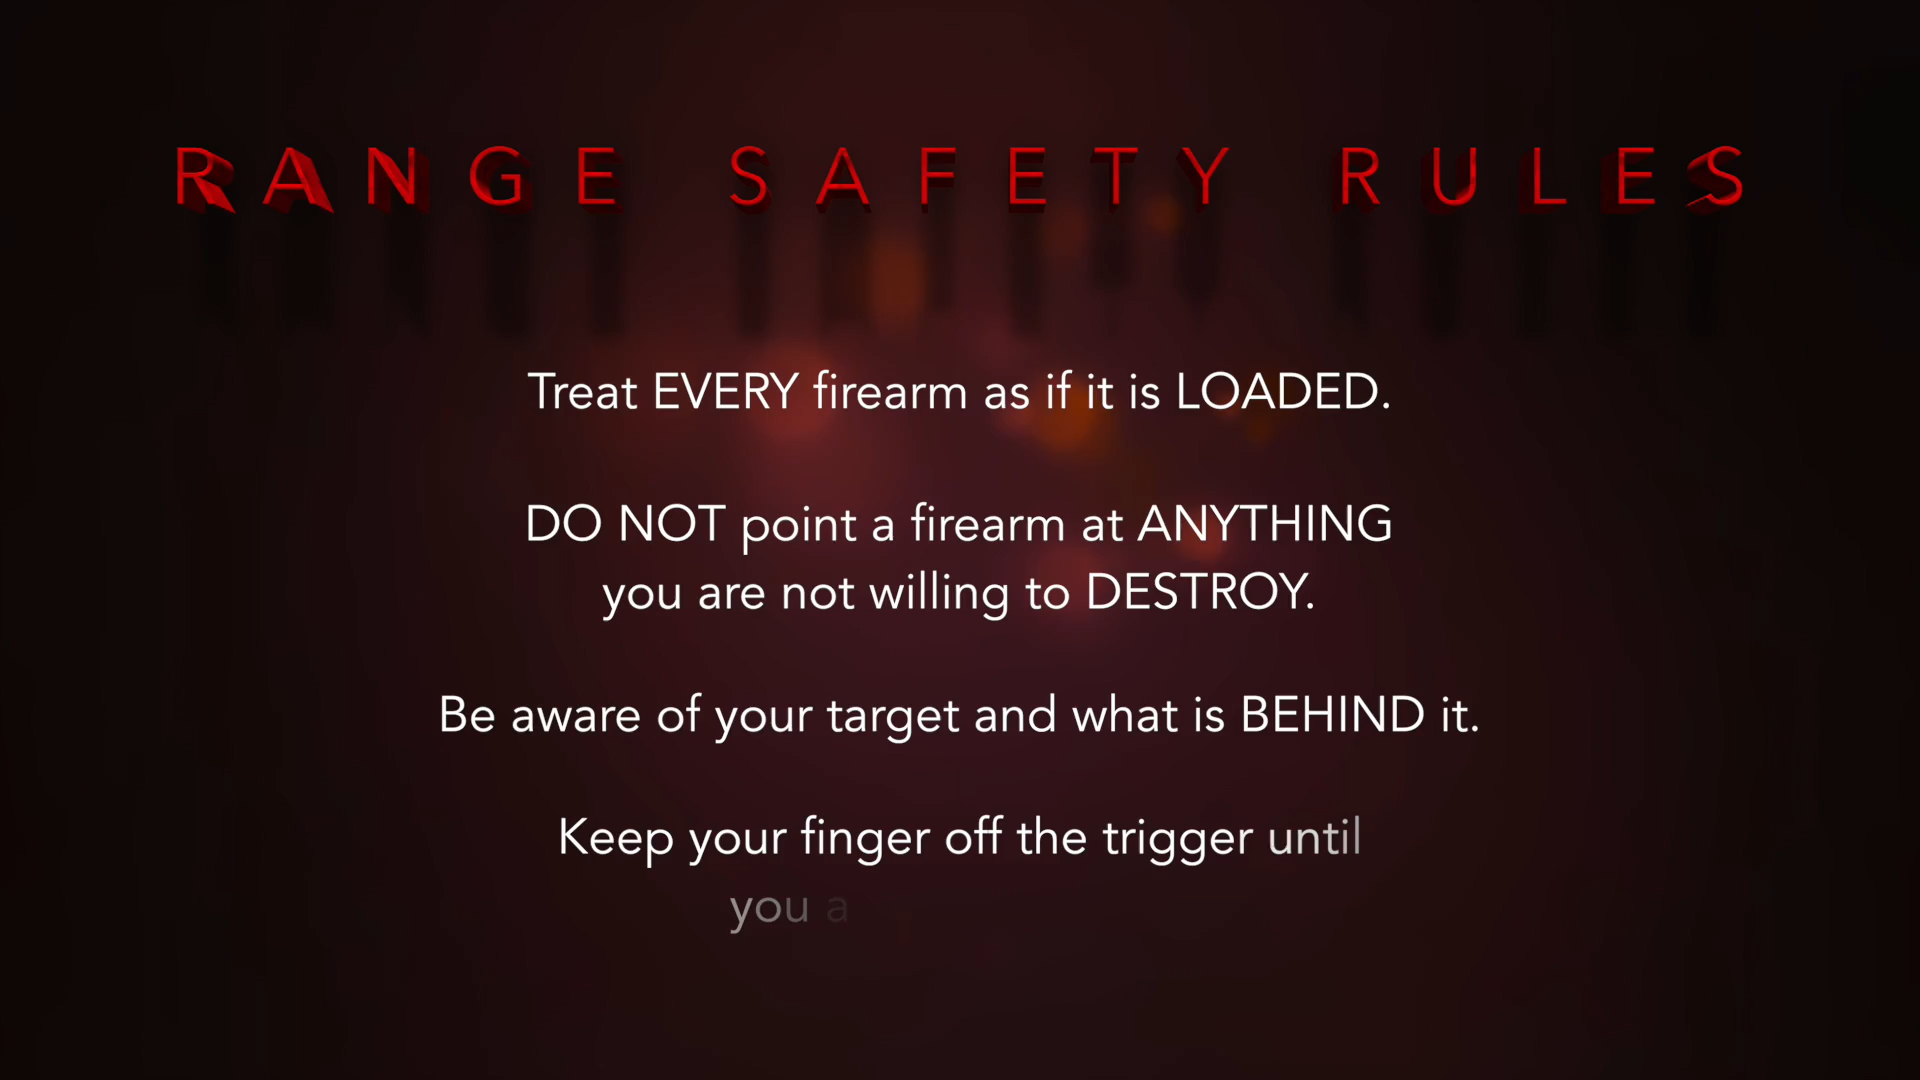 RANGE SAFETY RULES
Treat EVERY firearm as if it is LOADED.
DO NOT point a firearm at ANYTHING
you are not willing to DESTROY.
Be aware of your target and what is BEHIND it.
Keep your finger off the trigger until
you a